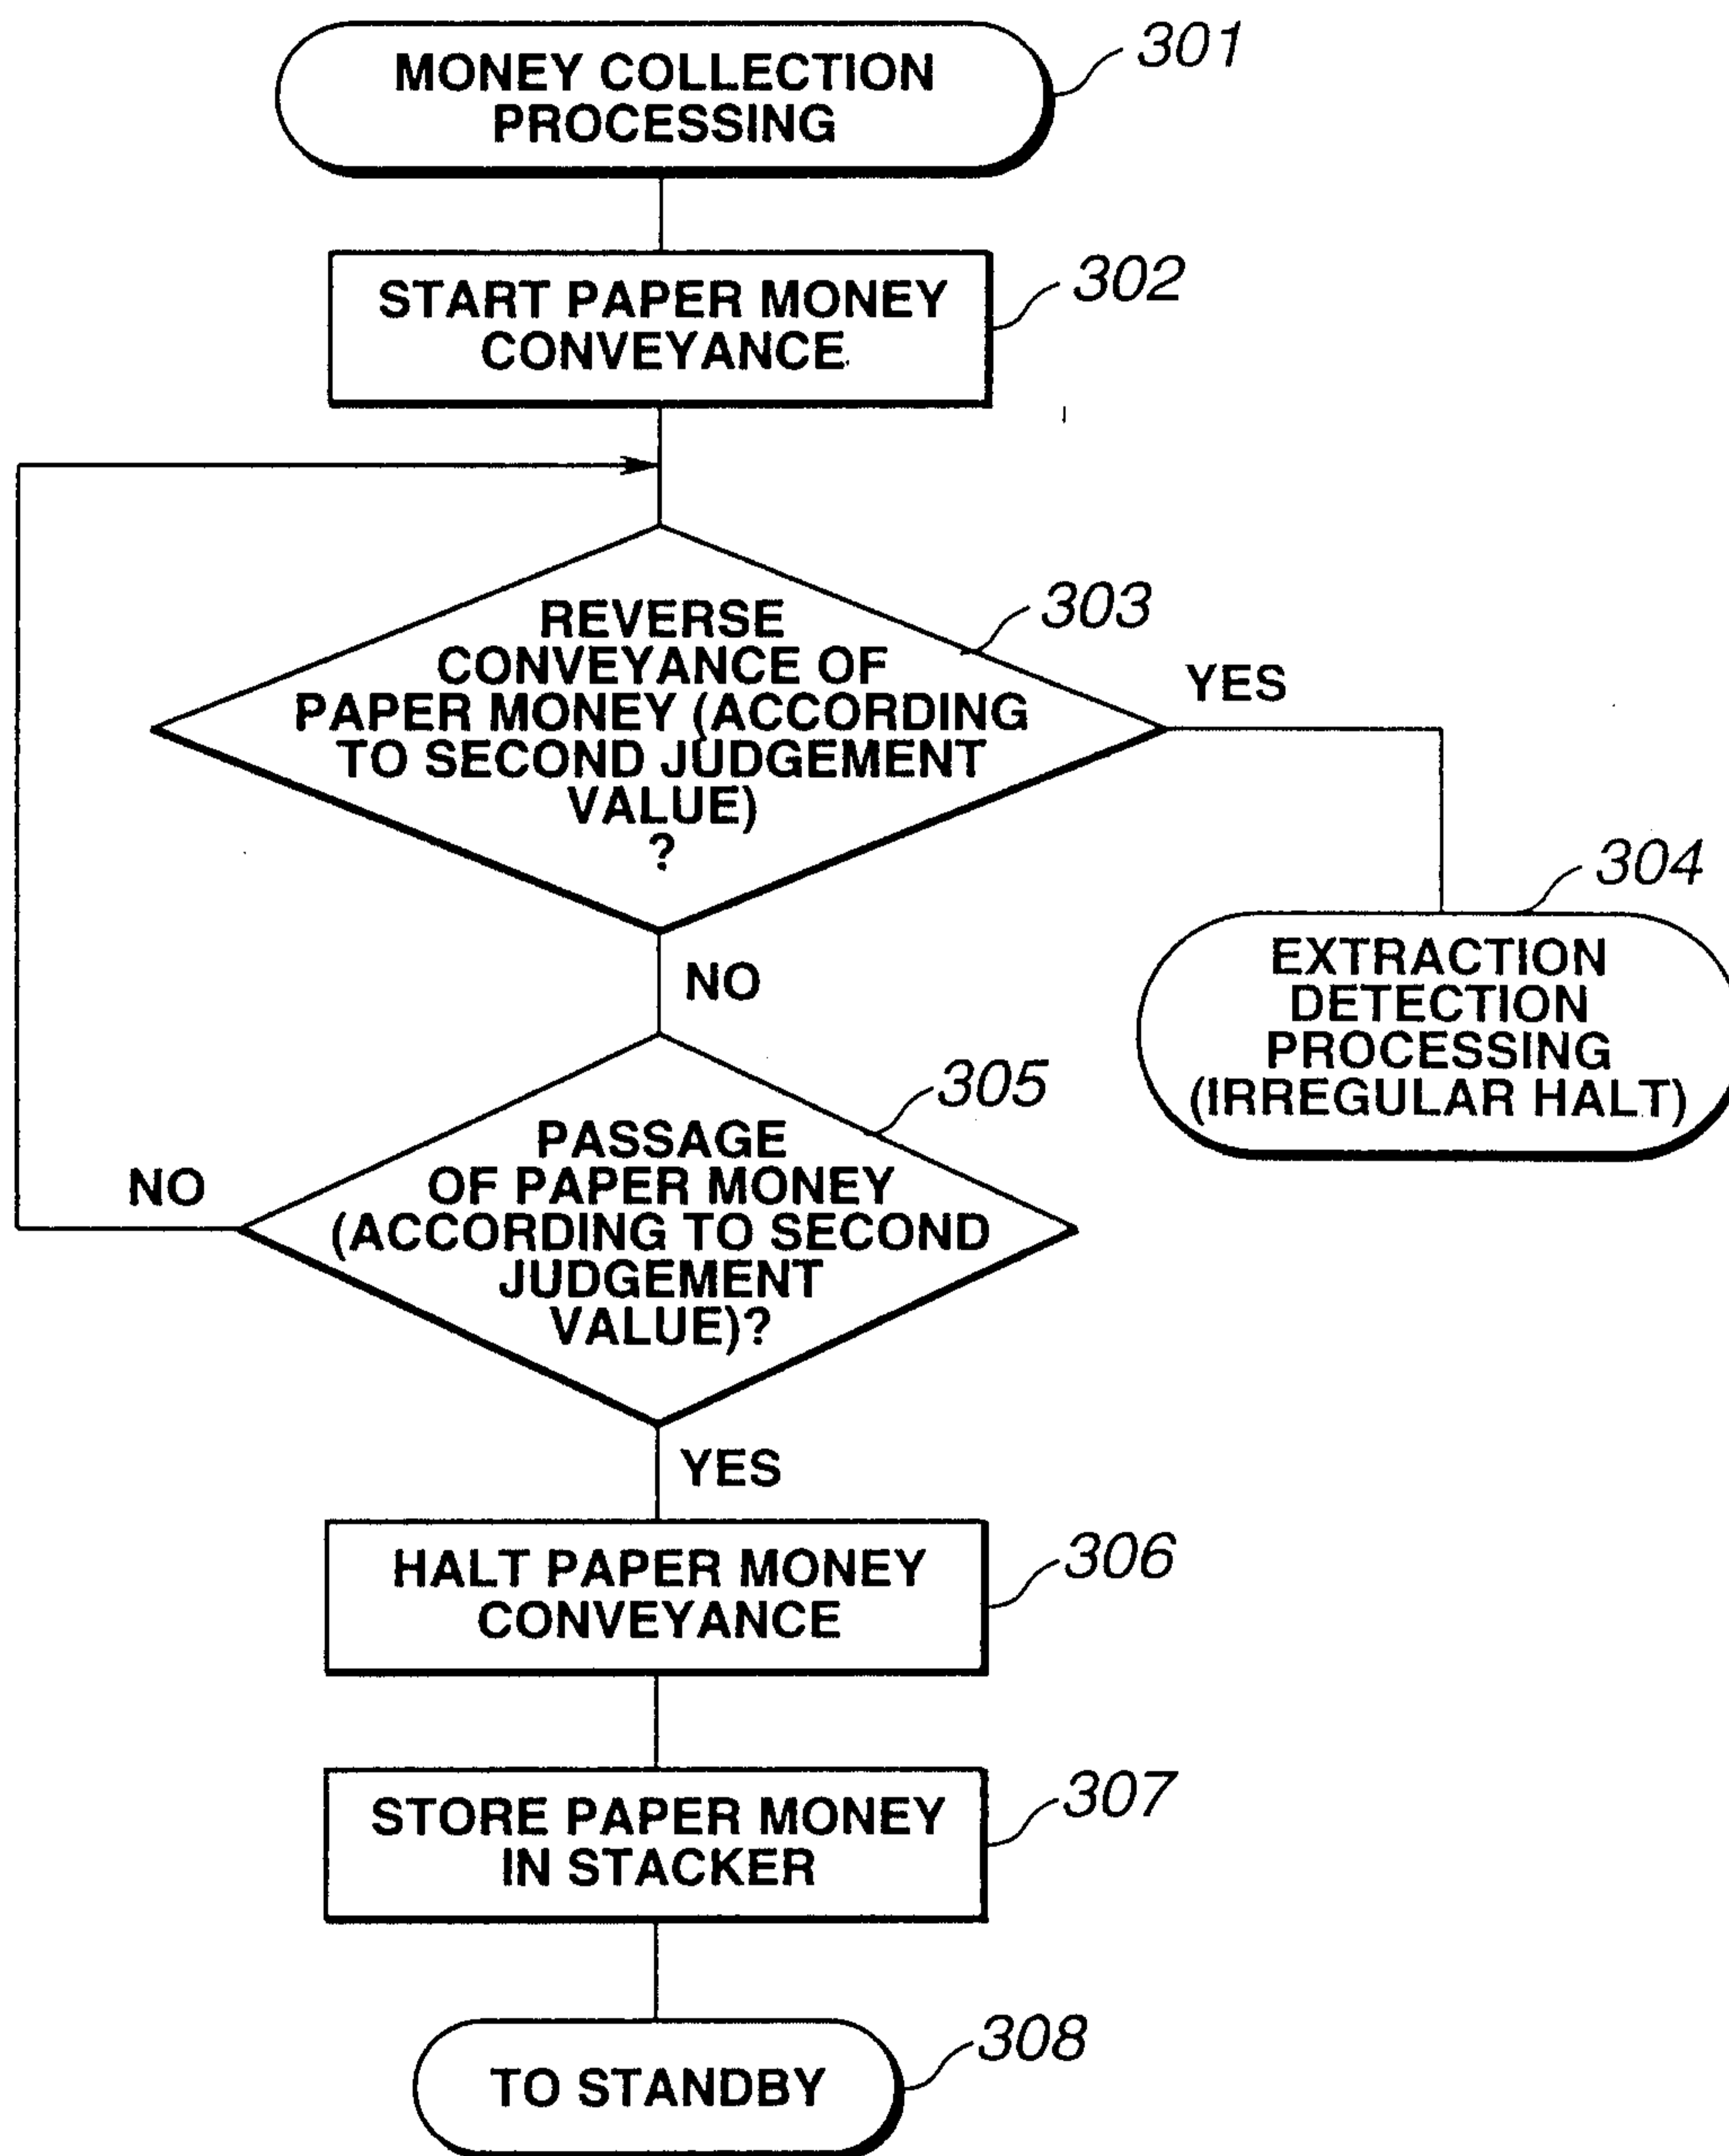 MONEY COLLECTION
PROCESSING
301
START PAPER MONEY
CONVEYANCE
302
REVERSE
CONVEYANCE OF
PAPER MONEY (ACCORDING
TO SECOND JUDGEMENT
VALUE)
?
303
YES
NO
304
EXTRACTION
DETECTION
PROCESSING
(IRREGULAR HALT)
305
PASSAGE
OF PAPER MONEY
(ACCORDING TO SECOND
JUDGEMENT
VALUE)?
NO
YES
HALT PAPER MONEY
CONVEYANCE
306
STORE PAPER MONEY
IN STACKER
307
TO STANDBY
308